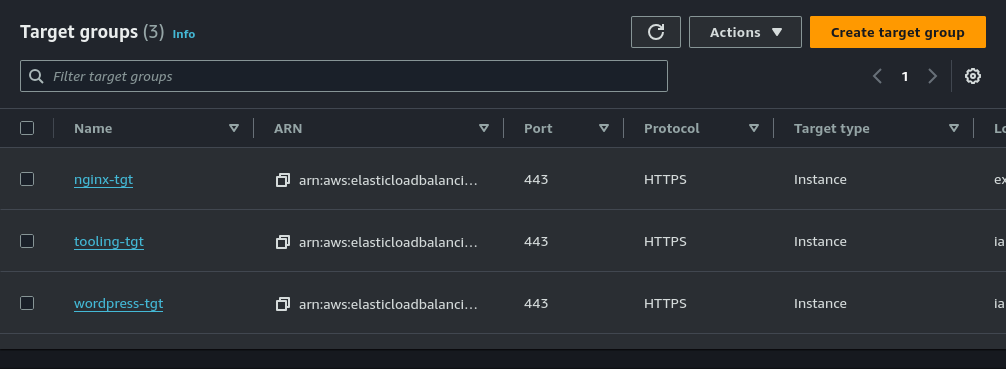 Target groups (3) Info
Actions
Create target group
Filter target groups
1
Name ARN Port Protocol Target type
nginx-tgt arn:aws:elasticloadbalanci… 443 HTTPS Instance ex
tooling-tgt arn:aws:elasticloadbalanci… 443 HTTPS Instance ia
wordpress-tgt arn:aws:elasticloadbalanci… 443 HTTPS Instance ia